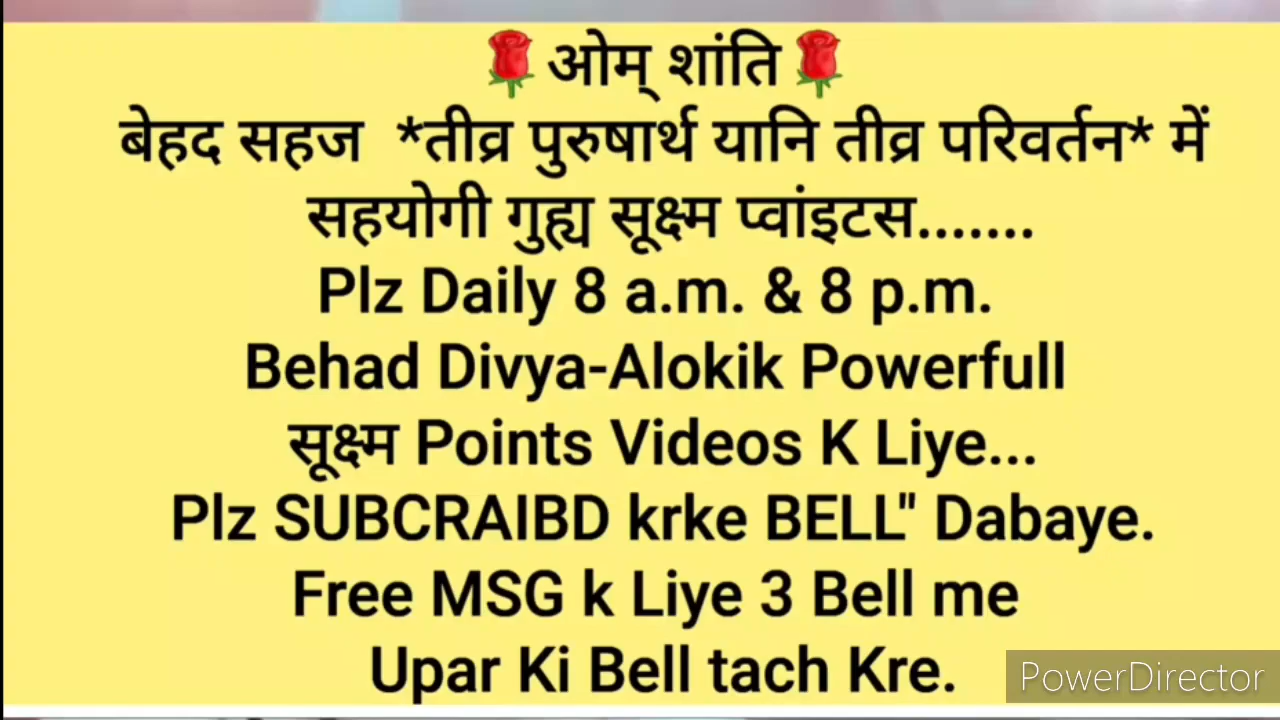 🌹ओम् शांति🌹
बेहद सहज *तीव्र पुरुषार्थ यानि तीव्र परिवर्तन* में
सहयोगी गुह्य सूक्ष्म प्वांइटस.......
Plz Daily 8 a.m. & 8 p.m.
Behad Divya-Alokik Powerfull
सूक्ष्म Points Videos K Liye...
Plz SUBCRAIBD krke BELL" Dabaye.
Free MSG k Liye 3 Bell me
Upar Ki Bell tach Kre.
PowerDirector